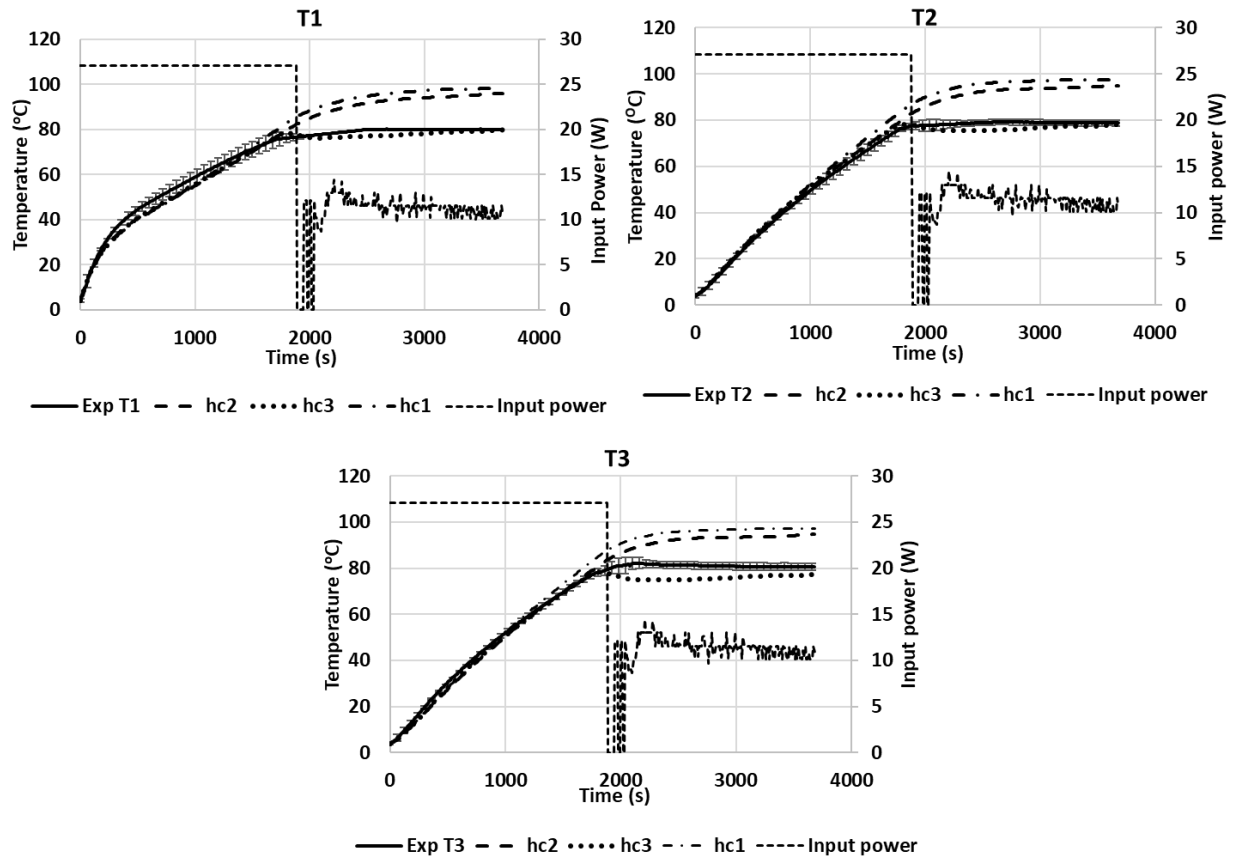 T1
120
100
80
60
40
20
0
Temperature (°C)
30
25
20
15
10
5
0
Input Power (W)
0 1000 2000 3000 4000
Time (s)
Exp T1 hc2 hc3 hc1 Input power
T2
120
100
80
60
40
20
0
Temperature (°C)
30
25
20
15
10
5
0
Input power (W)
0 1000 2000 3000 4000
Time (s)
Exp T2 hc2 hc3 hc1 Input power
T3
120
100
80
60
40
20
0
Temperature (°C)
30
25
20
15
10
5
0
Input power (W)
0 1000 2000 3000 4000
Time (s)
Exp T3 hc2 hc3 hc1 Input power